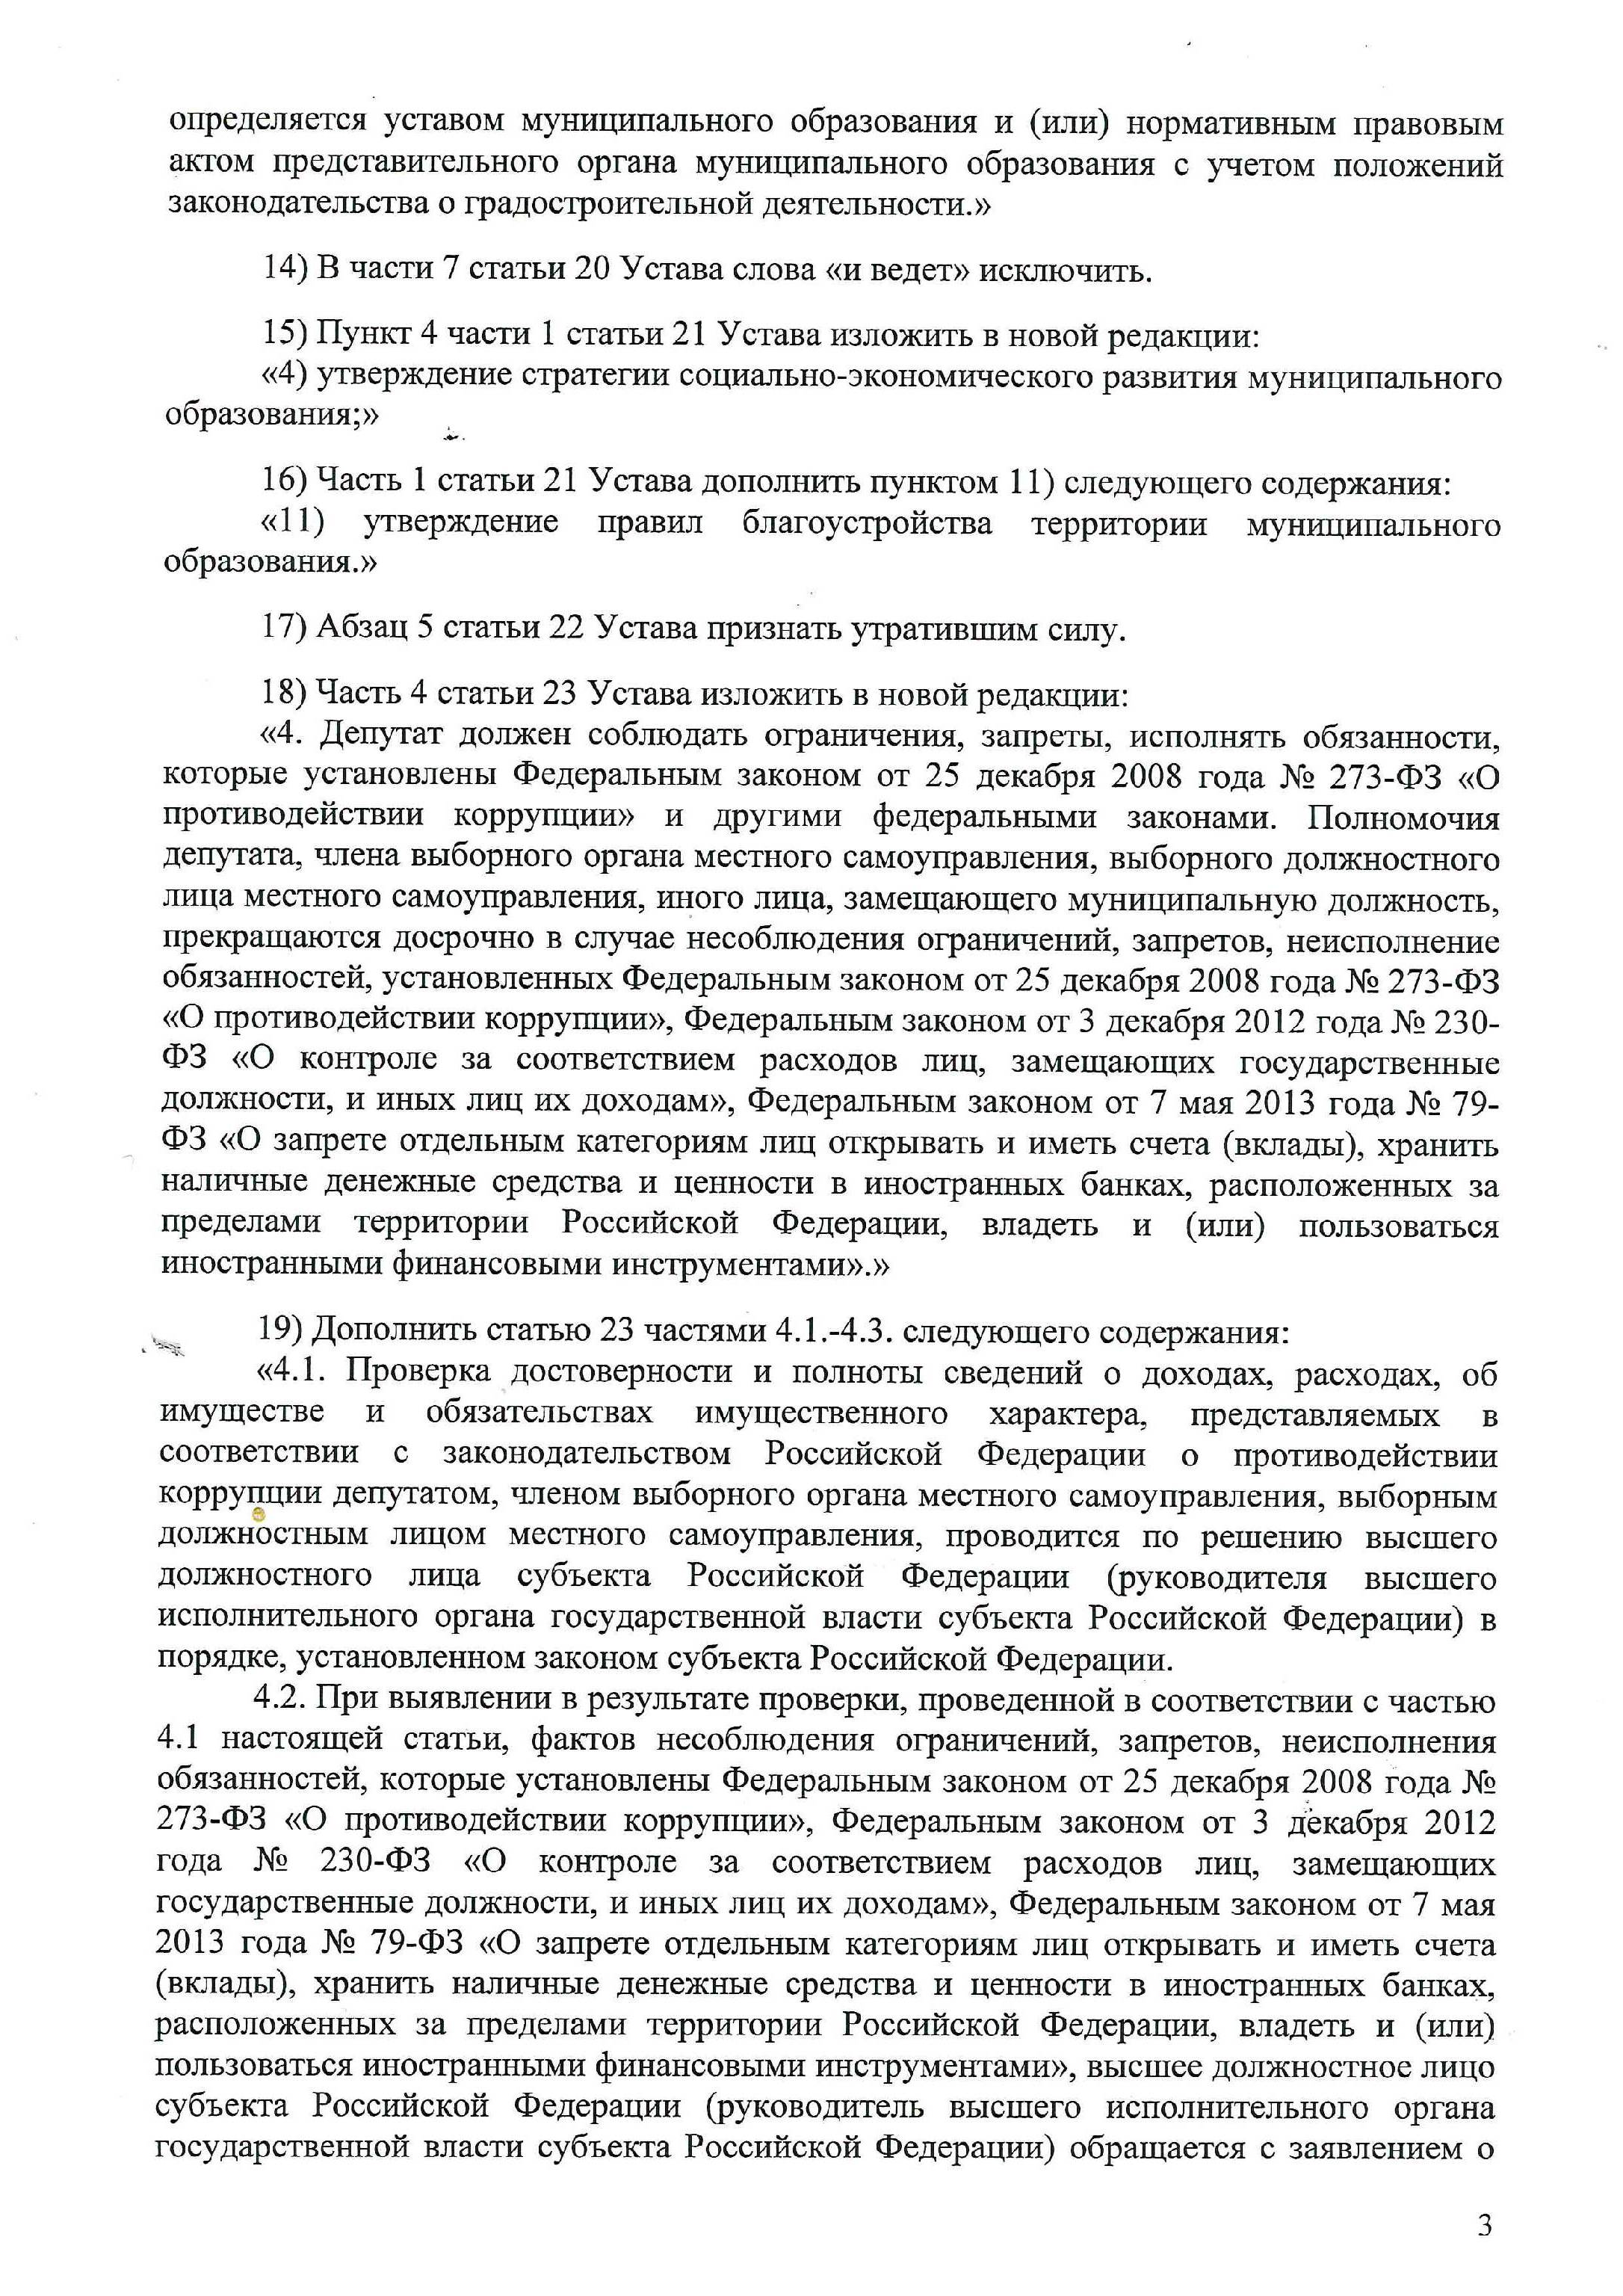 определяется уставом муниципального образования и (или) нормативным правовым
актом представительного органа муниципального образования с учетом положений
законодательства о градостроительной деятельности.»
14) В части 7 статьи 20 Устава слова «и ведет» исключить.
15) Пункт 4 части 1 статьи 21 Устава изложить в новой редакции:
«4) утверждение стратегии социально-экономического развития муниципального
образования;»
16) Часть 1 статьи 21 Устава дополнить пунктом 11) следующего содержания:
«11) утверждение правил благоустройства территории муниципального
образования.»
17) Абзац 5 статьи 22 Устава признать утратившим силу.
18) Часть 4 статьи 23 Устава изложить в новой редакции:
«4. Депутат должен соблюдать ограничения, запреты, исполнять обязанности,
которые установлены Федеральным законом от 25 декабря 2008 года № 273-ФЗ «О
противодействии коррупции» и другими федеральными законами. Полномочия
депутата, члена выборного органа местного самоуправления, выборного должностного
лица местного самоуправления, иного лица, замещающего муниципальную должность,
прекращаются досрочно в случае несоблюдения ограничений, запретов, неисполнение
обязанностей, установленных Федеральным законом от 25 декабря 2008 года № 273-ФЗ
«О противодействии коррупции», Федеральным законом от 3 декабря 2012 года № 230-
ФЗ «О контроле за соответствием расходов лиц, замещающих государственные
должности, и иных лиц их доходам», Федеральным законом от 7 мая 2013 года № 79-
ФЗ «О запрете отдельным категориям лиц открывать и иметь счета (вклады), хранить
наличные денежные средства и ценности в иностранных банках, расположенных за
пределами территории Российской Федерации, владеть и (или) пользоваться
иностранными финансовыми инструментами».»
19) Дополнить статью 23 частями 4.1.-4.3. следующего содержания:
«4.1. Проверка достоверности и полноты сведений о доходах, расходах, об
имуществе и обязательствах имущественного характера, представляемых в
соответствии с законодательством Российской Федерации о противодействии
коррупции депутатом, членом выборного органа местного самоуправления, выборным
должностным лицом местного самоуправления, проводится по решению высшего
должностного лица субъекта Российской Федерации (руководителя высшего
исполнительного органа государственной власти субъекта Российской Федерации) в
порядке, установленном законом субъекта Российской Федерации.
4.2. При выявлении в результате проверки, проведенной в соответствии с частью
4.1 настоящей статьи, фактов несоблюдения ограничений, запретов, неисполнения
обязанностей, которые установлены Федеральным законом от 25 декабря 2008 года №
273-ФЗ «О противодействии коррупции», Федеральным законом от 3 декабря 2012
года № 230-ФЗ «О контроле за соответствием расходов лиц, замещающих
государственные должности, и иных лиц их доходам», Федеральным законом от 7 мая
2013 года № 79-ФЗ «О запрете отдельным категориям лиц открывать и иметь счета
(вклады), хранить наличные денежные средства и ценности в иностранных банках,
расположенных за пределами территории Российской Федерации, владеть и (или)
пользоваться иностранными финансовыми инструментами», высшее должностное лицо
субъекта Российской Федерации (руководитель высшего исполнительного органа
государственной власти субъекта Российской Федерации) обращается с заявлением о
3